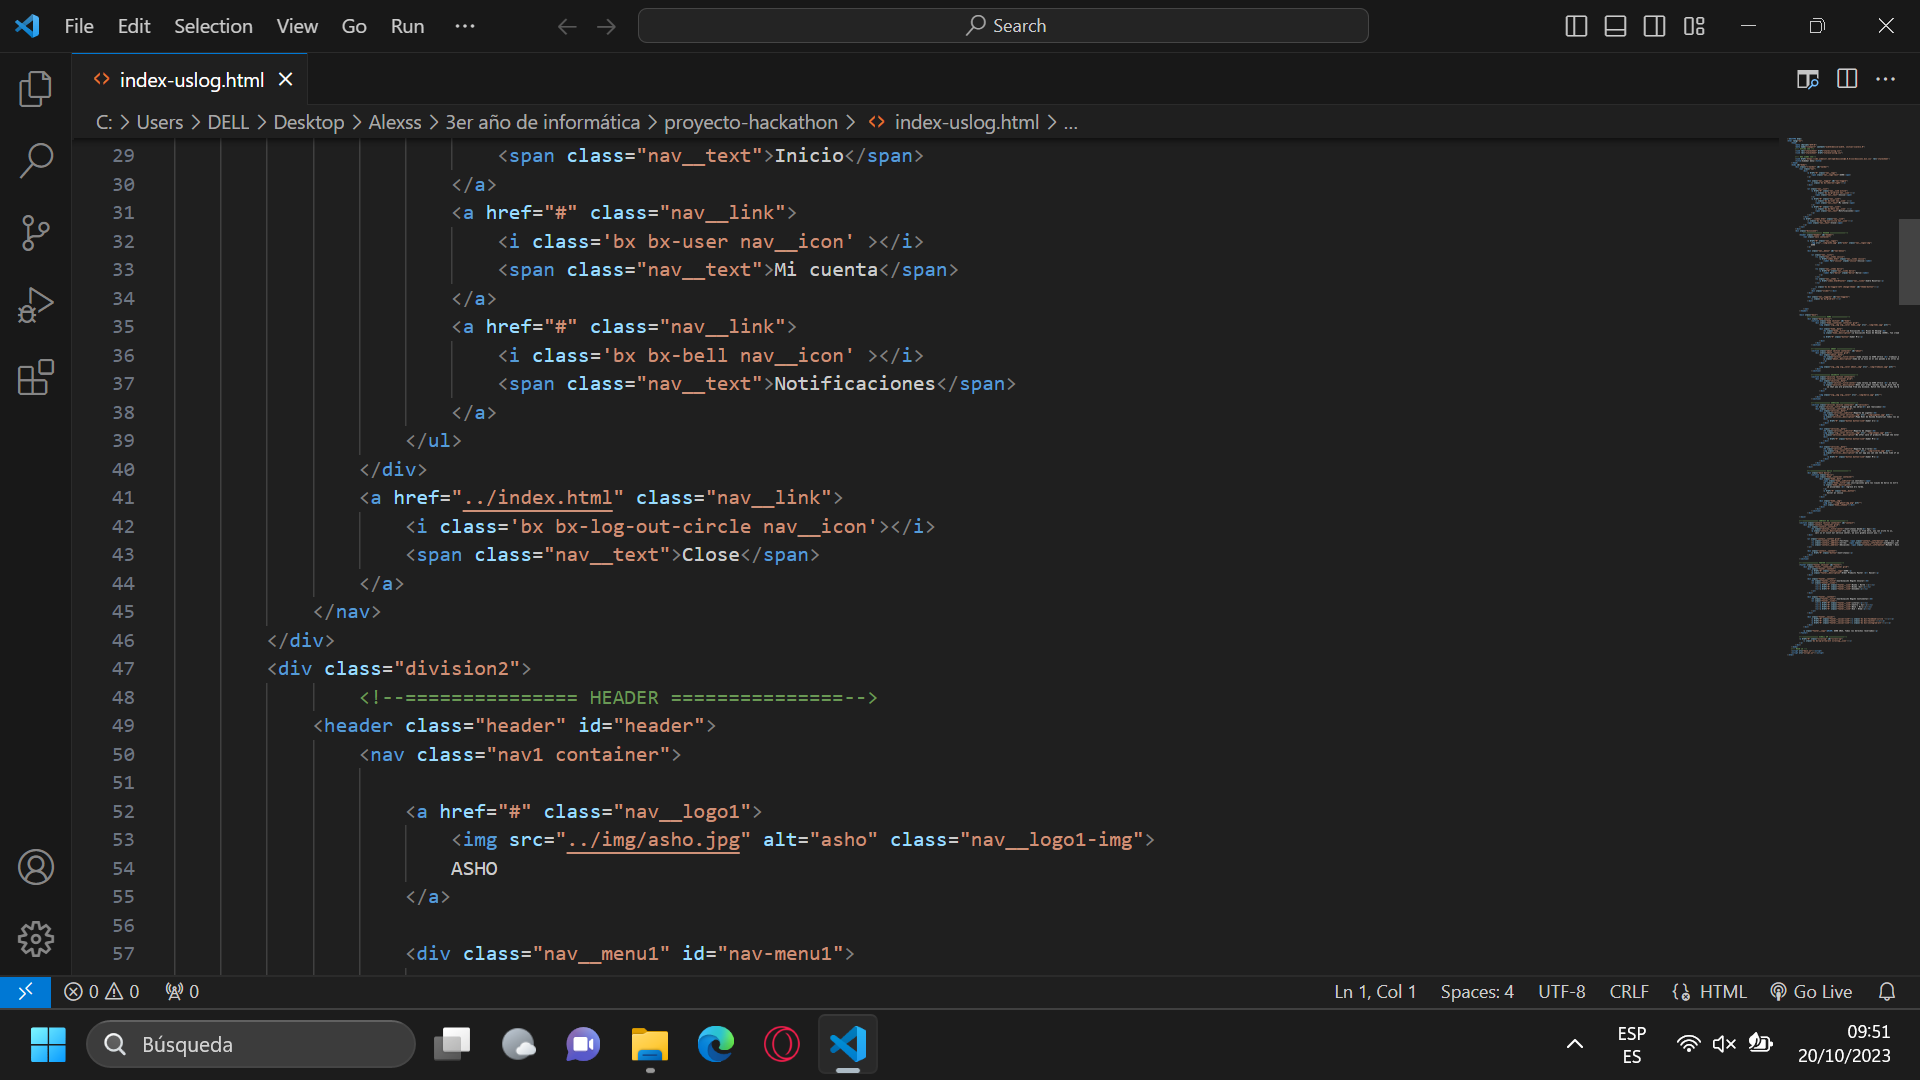 File Edit Selection View Go Run ··· Search
index-uslog.html
C: > Users > DELL > Desktop > Alexss > 3er año de informática > proyecto-hackathon > index-uslog.html > ...
29 <span class="nav__text">Inicio</span>
30 </a>
31 <a href="#" class="nav__link">
32 <i class='bx bx-user nav__icon' ></i>
33 <span class="nav__text">Mi cuenta</span>
34 </a>
35 <a href="#" class="nav__link">
36 <i class='bx bx-bell nav__icon' ></i>
37 <span class="nav__text">Notificaciones</span>
38 </a>
39 </ul>
40 </div>
41 <a href="../index.html" class="nav__link">
42 <i class='bx bx-log-out-circle nav__icon'></i>
43 <span class="nav__text">Close</span>
44 </a>
45 </nav>
46 </div>
47 <div class="division2">
48 <!--=============== HEADER ===============-->
49 <header class="header" id="header">
50 <nav class="nav1 container">
51
52 <a href="#" class="nav__logo1">
53 <img src="../img/asho.jpg" alt="asho" class="nav__logo1-img">
54 ASHO
55 </a>
56
57 <div class="nav__menu1" id="nav-menu1">
0 0 0 Ln 1, Col 1 Spaces: 4 UTF-8 CRLF HTML Go Live
Búsqueda
ESP
ES
09:51
20/10/2023